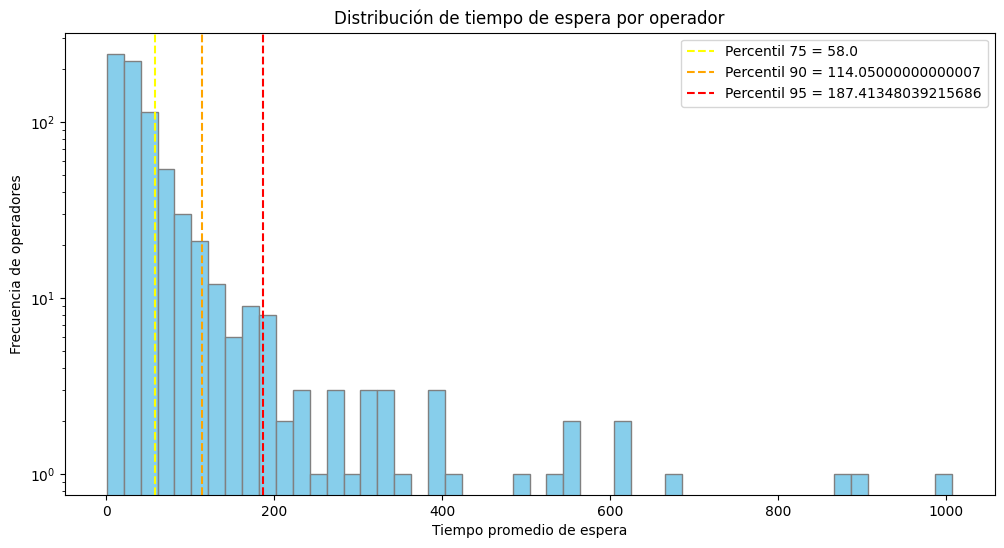 Distribución de tiempo de espera por operador
Percentil 75 = 58.0
Percentil 90 = 114.05000000000007
Percentil 95 = 187.41348039215686
Frecuencia de operadores
10²
10¹
10⁰
0 200 400 600 800 1000
Tiempo promedio de espera